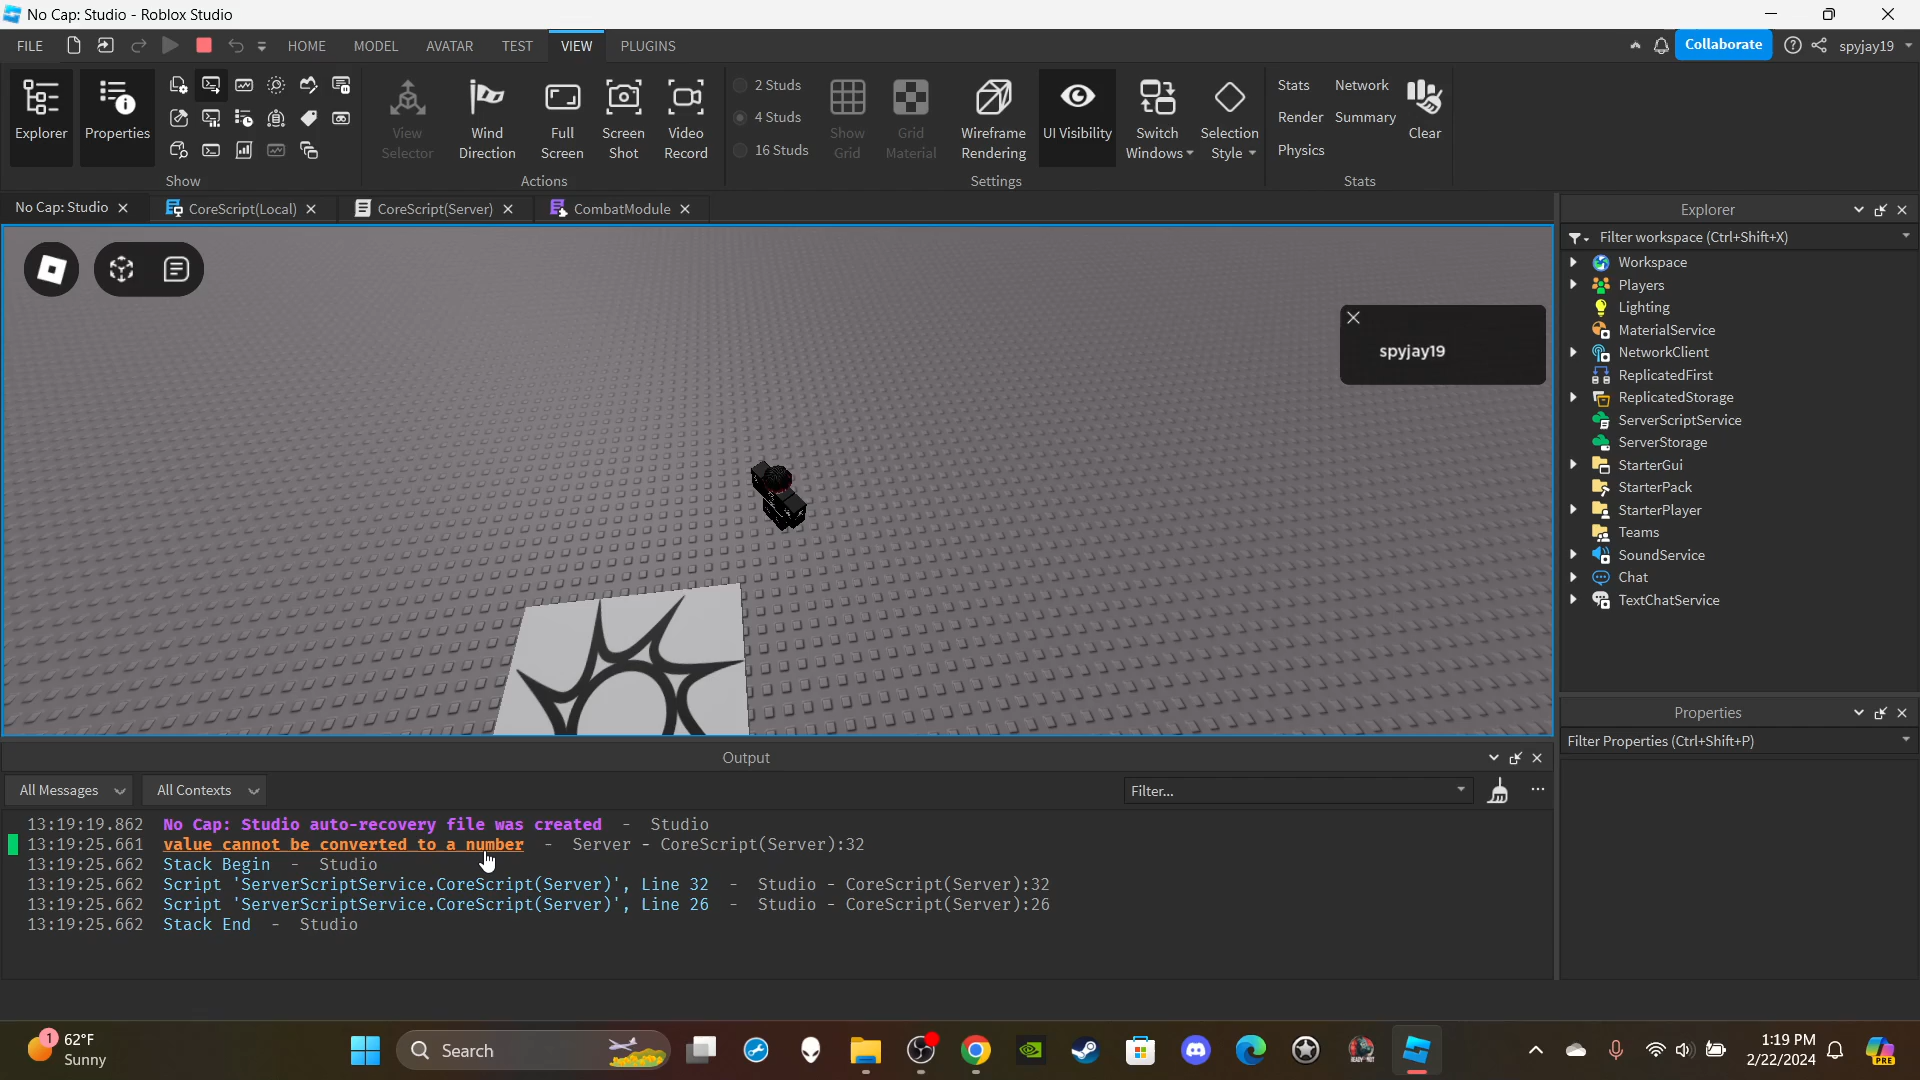 No Cap: Studio - Roblox Studio
FILE HOME MODEL AVATAR TEST VIEW PLUGINS Collaborate spyjay19
Explorer Properties View Selector Wind Direction Full Screen Screen Shot Video Record 2 Studs 4 Studs 16 Studs Show Grid Grid Material Wireframe Rendering UI Visibility Switch Windows Selection Style Stats Network Render Summary Physics Clear
Show Actions Settings Stats
No Cap: Studio CoreScript(Local) CoreScript(Server) CombatModule
Explorer
Filter workspace (Ctrl+Shift+X)
Workspace
Players
Lighting
MaterialService
NetworkClient
ReplicatedFirst
ReplicatedStorage
ServerScriptService
ServerStorage
StarterGui
StarterPack
StarterPlayer
Teams
SoundService
Chat
TextChatService
spyjay19
Properties
Filter Properties (Ctrl+Shift+P)
Output
All Messages All Contexts Filter...
13:19:19.862 No Cap: Studio auto-recovery file was created - Studio
13:19:25.661 value cannot be converted to a number - Server - CoreScript(Server):32
13:19:25.662 Stack Begin - Studio
13:19:25.662 Script 'ServerScriptService.CoreScript(Server)', Line 32 - Studio - CoreScript(Server):32
13:19:25.662 Script 'ServerScriptService.CoreScript(Server)', Line 26 - Studio - CoreScript(Server):26
13:19:25.662 Stack End - Studio
1 62°F
Sunny
Search
1:19 PM
2/22/2024
PRE